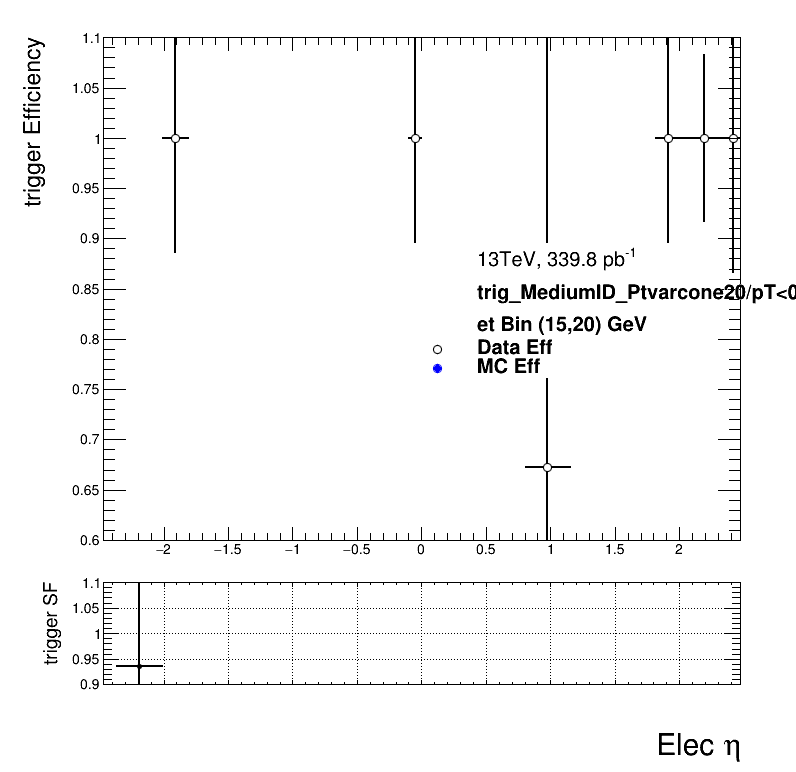 trigger Efficiency
1.1
1.05
1
0.95
0.9
0.85
0.8
0.75
0.7
0.65
0.6
13TeV, 339.8 pb⁻¹
trig_MediumID_Ptvarcone20/pT<0
et Bin (15,20) GeV
Data Eff
MC Eff
−2 −1.5 −1 −0.5 0 0.5 1 1.5 2
trigger SF
1.1
1.05
1
0.95
0.9
Elec η